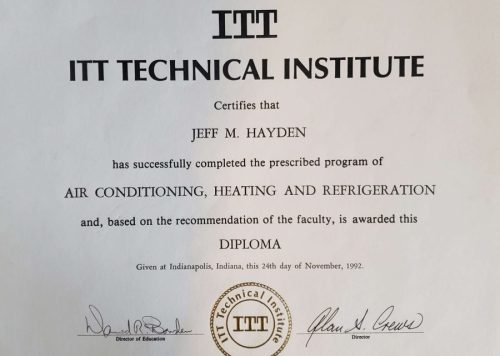 ITT
ITT TECHNICAL INSTITUTE
Certifies that
JEFF M. HAYDEN
has successfully completed the prescribed program of
AIR CONDITIONING, HEATING AND REFRIGERATION
and, based on the recommendation of the faculty, is awarded this
DIPLOMA
Given at Indianapolis, Indiana, this 24th day of November, 1992.
ITT Technical Institute
ITT
Alan A. Crews
Director of Education
Director